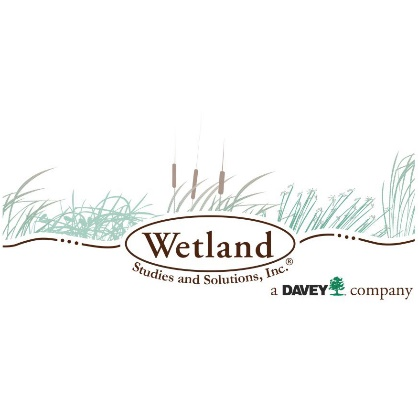 Wetland
Studies and Solutions, Inc.®
a DAVEY company